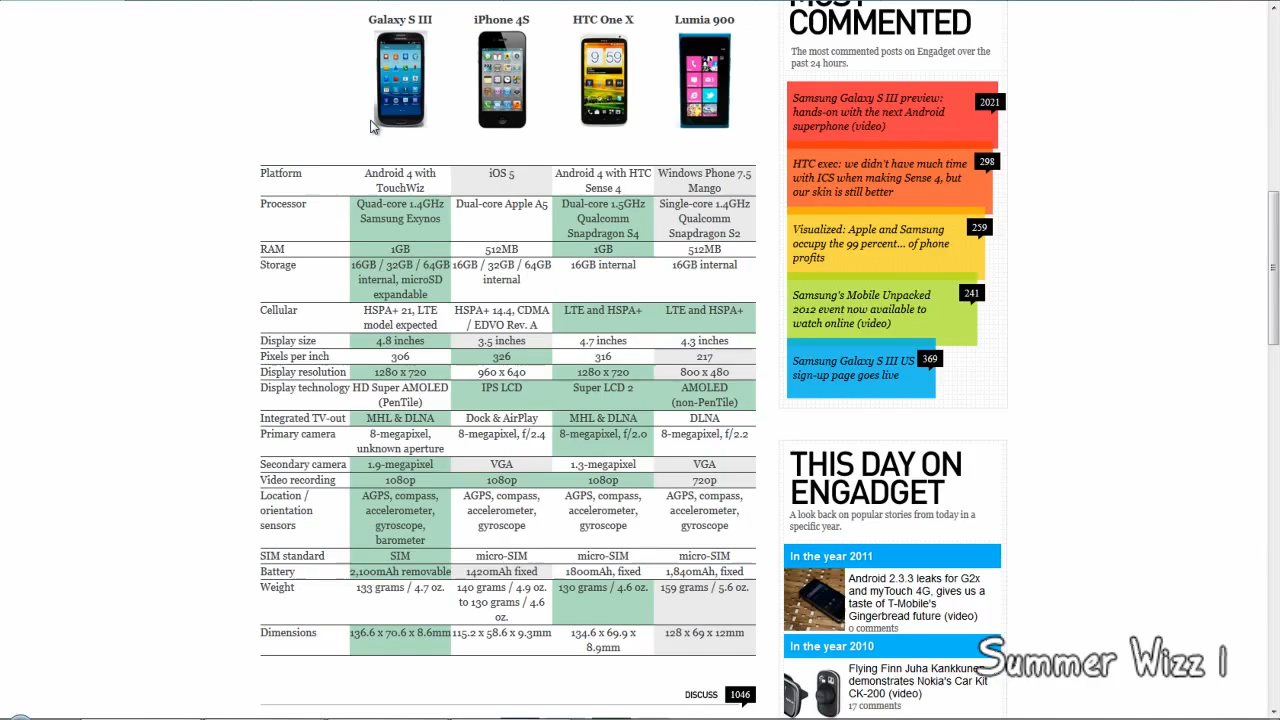 Galaxy S III iPhone 4S HTC One X Lumia 900
Platform Android 4 with iOS 5 Android 4 with HTC Windows Phone 7.5
TouchWiz Sense 4 Mango
Processor Quad-core 1.4GHz Dual-core Apple A5 Dual-core 1.5GHz Single-core 1.4GHz
Samsung Exynos Qualcomm Qualcomm
Snapdragon S4 Snapdragon S2
RAM 1GB 512MB 1GB 512MB
Storage 16GB / 32GB / 64GB 16GB / 32GB / 64GB 16GB internal 16GB internal
internal, microSD internal
expandable
Cellular HSPA+ 21, LTE HSPA+ 14.4, CDMA LTE and HSPA+ LTE and HSPA+
model expected / EDVO Rev. A
Display size 4.8 inches 3.5 inches 4.7 inches 4.3 inches
Pixels per inch 306 326 316 217
Display resolution 1280 x 720 960 x 640 1280 x 720 800 x 480
Display technology HD Super AMOLED IPS LCD Super LCD 2 AMOLED
(PenTile) (non-PenTile)
Integrated TV-out MHL & DLNA Dock & AirPlay MHL & DLNA DLNA
Primary camera 8-megapixel, 8-megapixel, f/2.4 8-megapixel, f/2.0 8-megapixel, f/2.2
unknown aperture
Secondary camera 1.9-megapixel VGA 1.3-megapixel VGA
Video recording 1080p 1080p 1080p 720p
Location / AGPS, compass, AGPS, compass, AGPS, compass, AGPS, compass,
orientation accelerometer, accelerometer, accelerometer, accelerometer,
sensors gyroscope, gyroscope gyroscope gyroscope
barometer
SIM standard SIM micro-SIM micro-SIM micro-SIM
Battery 2,100mAh removable 1420mAh fixed 1800mAh, fixed 1,840mAh, fixed
Weight 133 grams / 4.7 oz. 140 grams / 4.9 oz. 130 grams / 4.6 oz. 159 grams / 5.6 oz.
to 130 grams / 4.6
oz.
Dimensions 136.6 x 70.6 x 8.6mm 115.2 x 58.6 x 9.3mm 134.6 x 69.9 x 128 x 69 x 12mm
8.9mm
DISCUSS 1046
MOST
COMMENTED
The most commented posts on Engadget over the
past 24 hours.
Samsung Galaxy S III preview: 2021
hands-on with the next Android
superphone (video)
HTC exec: we didn't have much time 298
with ICS when making Sense 4, but
our skin is still better
Visualized: Apple and Samsung 259
occupy the 99 percent... of phone
profits
Samsung's Mobile Unpacked 241
2012 event now available to
watch online (video)
Samsung Galaxy S III US 369
sign-up page goes live
THIS DAY ON
ENGADGET
A look back on popular stories from today in a
specific year.
In the year 2011
Android 2.3.3 leaks for G2x
and myTouch 4G, gives us a
taste of T-Mobile's
Gingerbread future (video)
0 comments
In the year 2010
Flying Finn Juha Kankkunen
demonstrates Nokia's Car Kit
CK-200 (video)
17 comments
Summer Wizz 1